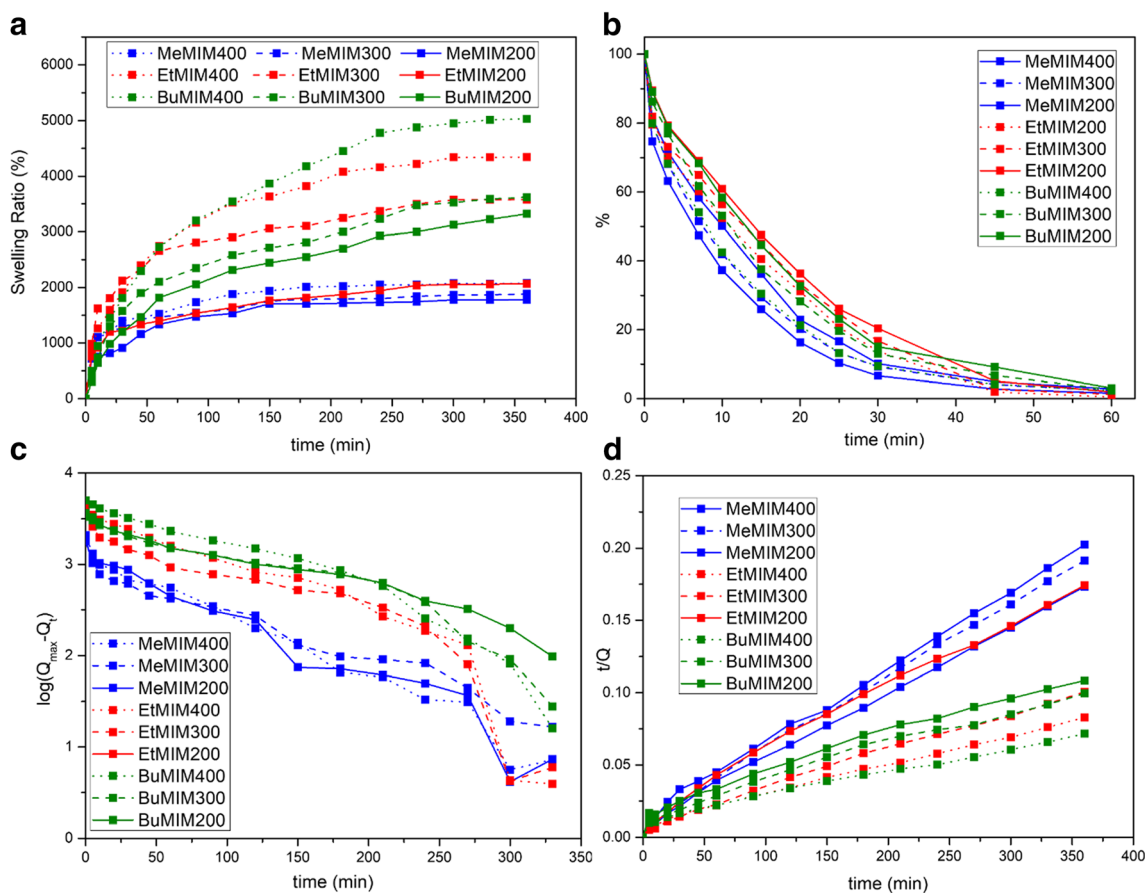 a
6000
5000
4000
3000
2000
1000
0
Swelling Ratio (%)
MeMIM400 MeMIM300 MeMIM200
EtMIM400 EtMIM300 EtMIM200
BuMIM400 BuMIM300 BuMIM200
0 50 100 150 200 250 300 350 400
time (min)
b
100
80
60
40
20
0
%
MeMIM400
MeMIM300
MeMIM200
EtMIM200
EtMIM300
EtMIM200
BuMIM400
BuMIM300
BuMIM200
0 10 20 30 40 50 60
time (min)
c
4
3
2
1
0
log(Qmax-Qt)
MeMIM400
MeMIM300
MeMIM200
EtMIM400
EtMIM300
EtMIM200
BuMIM400
BuMIM300
BuMIM200
0 50 100 150 200 250 300 350
time (min)
d
0.25
0.20
0.15
0.10
0.05
0.00
t/Q
MeMIM400
MeMIM300
MeMIM200
EtMIM400
EtMIM300
EtMIM200
BuMIM400
BuMIM300
BuMIM200
0 50 100 150 200 250 300 350 400
time (min)